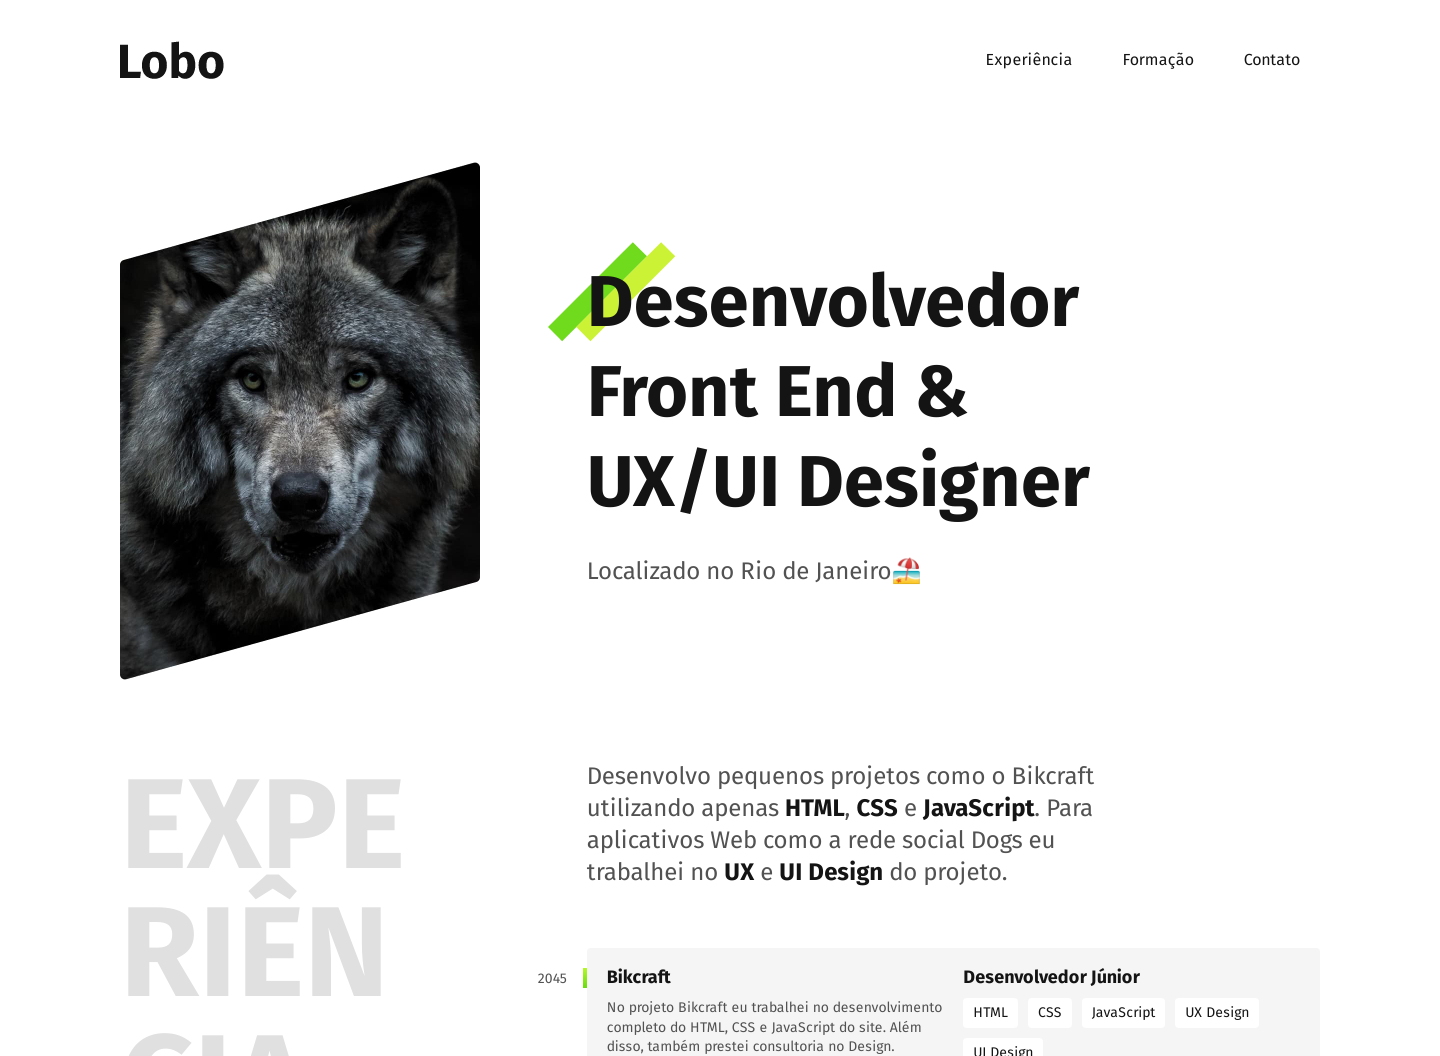 Lobo
Experiência Formação Contato
Desenvolvedor
Front End &
UX/UI Designer
Localizado no Rio de Janeiro🏖️
EXPE
RIÊN
CIA
Desenvolvo pequenos projetos como o Bikcraft
utilizando apenas HTML, CSS e JavaScript. Para
aplicativos Web como a rede social Dogs eu
trabalhei no UX e UI Design do projeto.
2045
Bikcraft
No projeto Bikcraft eu trabalhei no desenvolvimento
completo do HTML, CSS e JavaScript do site. Além
disso, também prestei consultoria no Design.
Desenvolvedor Júnior
HTML CSS JavaScript UX Design
UI Design